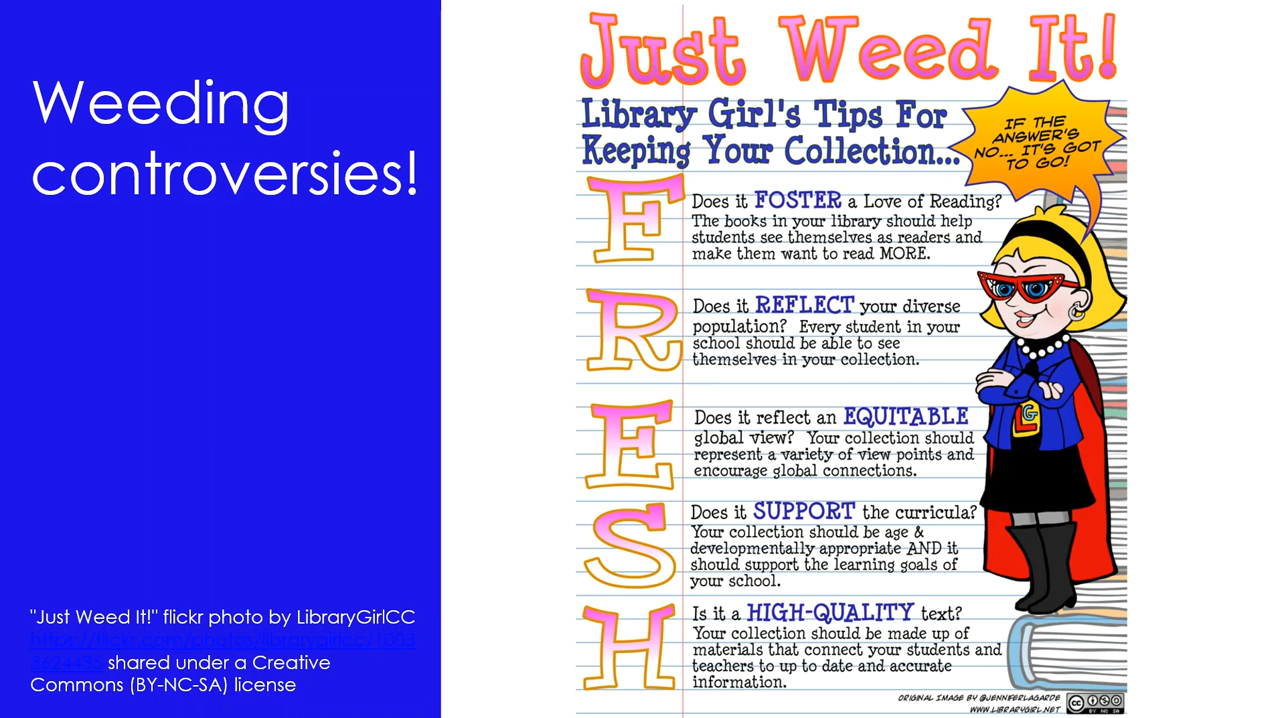 Weeding
controversies!
"Just Weed It!" flickr photo by LibraryGirlCC
https://flickr.com/photos/librarygirlcc/1003
3624435 shared under a Creative
Commons (BY-NC-SA) license
Just Weed It!
Library Girl's Tips For
Keeping Your Collection...
IF THE
ANSWER'S
NO... IT'S GOT
TO GO!
F
Does it FOSTER a Love of Reading?
The books in your library should help
students see themselves as readers and
make them want to read MORE.
R
Does it REFLECT your diverse
population? Every student in your
school should be able to see
themselves in your collection.
E
Does it reflect an EQUITABLE
global view? Your collection should
represent a variety of view points and
encourage global connections.
S
Does it SUPPORT the curricula?
Your collection should be age &
developmentally appropriate AND it
should support the learning goals of
your school.
H
Is it a HIGH-QUALITY text?
Your collection should be made up of
materials that connect your students and
teachers to up to date and accurate
information.
LG
ORIGINAL IMAGE BY @JENNIFERLAGARDE
WWW.LIBRARYGIRL.NET
CC
BY NC SA